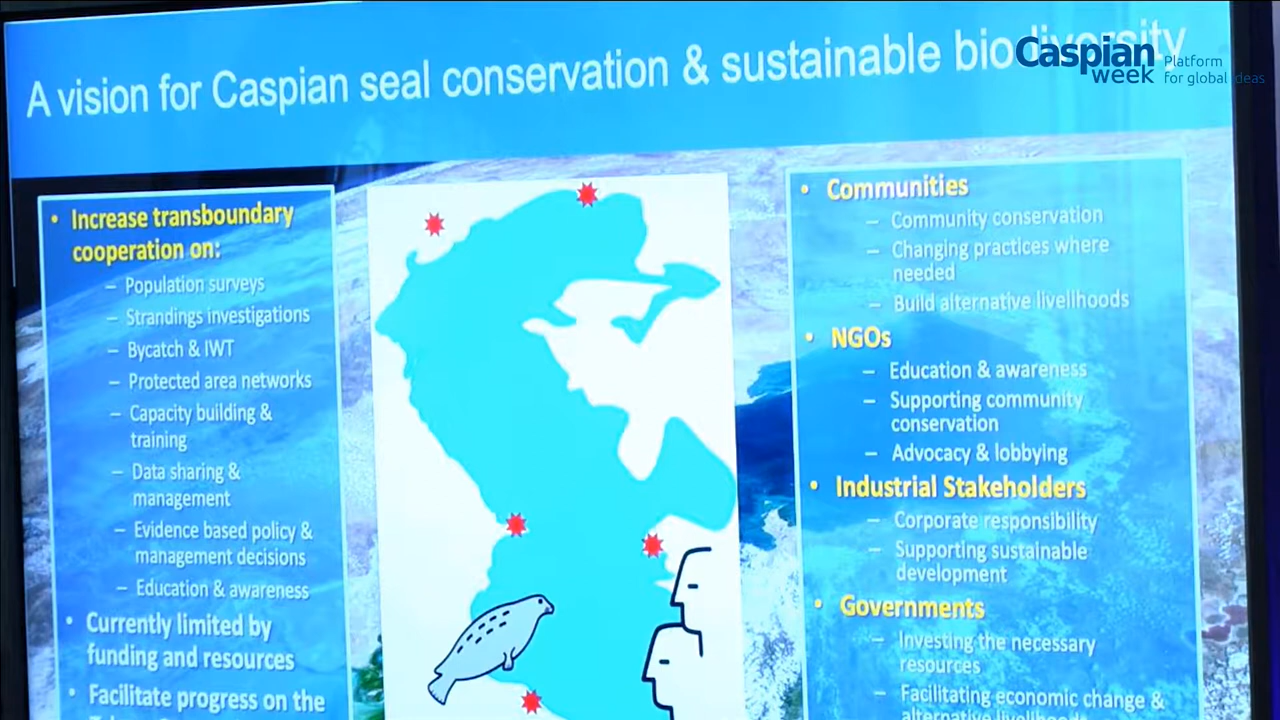 A vision for Caspian seal conservation & sustainable biodiversity
Caspian
week
Platform
for global ideas
• Increase transboundary
cooperation on:
– Population surveys
– Strandings investigations
– Bycatch & IWT
– Protected area networks
– Capacity building &
training
– Data sharing &
management
– Evidence based policy &
management decisions
– Education & awareness
• Currently limited by
funding and resources
• Facilitate progress on the
• Communities
– Community conservation
– Changing practices where
needed
– Build alternative livelihoods
• NGOs
– Education & awareness
– Supporting community
conservation
– Advocacy & lobbying
• Industrial Stakeholders
– Corporate responsibility
– Supporting sustainable
development
• Governments
– Investing the necessary
resources
– Facilitating economic change &
alternative livelihoods